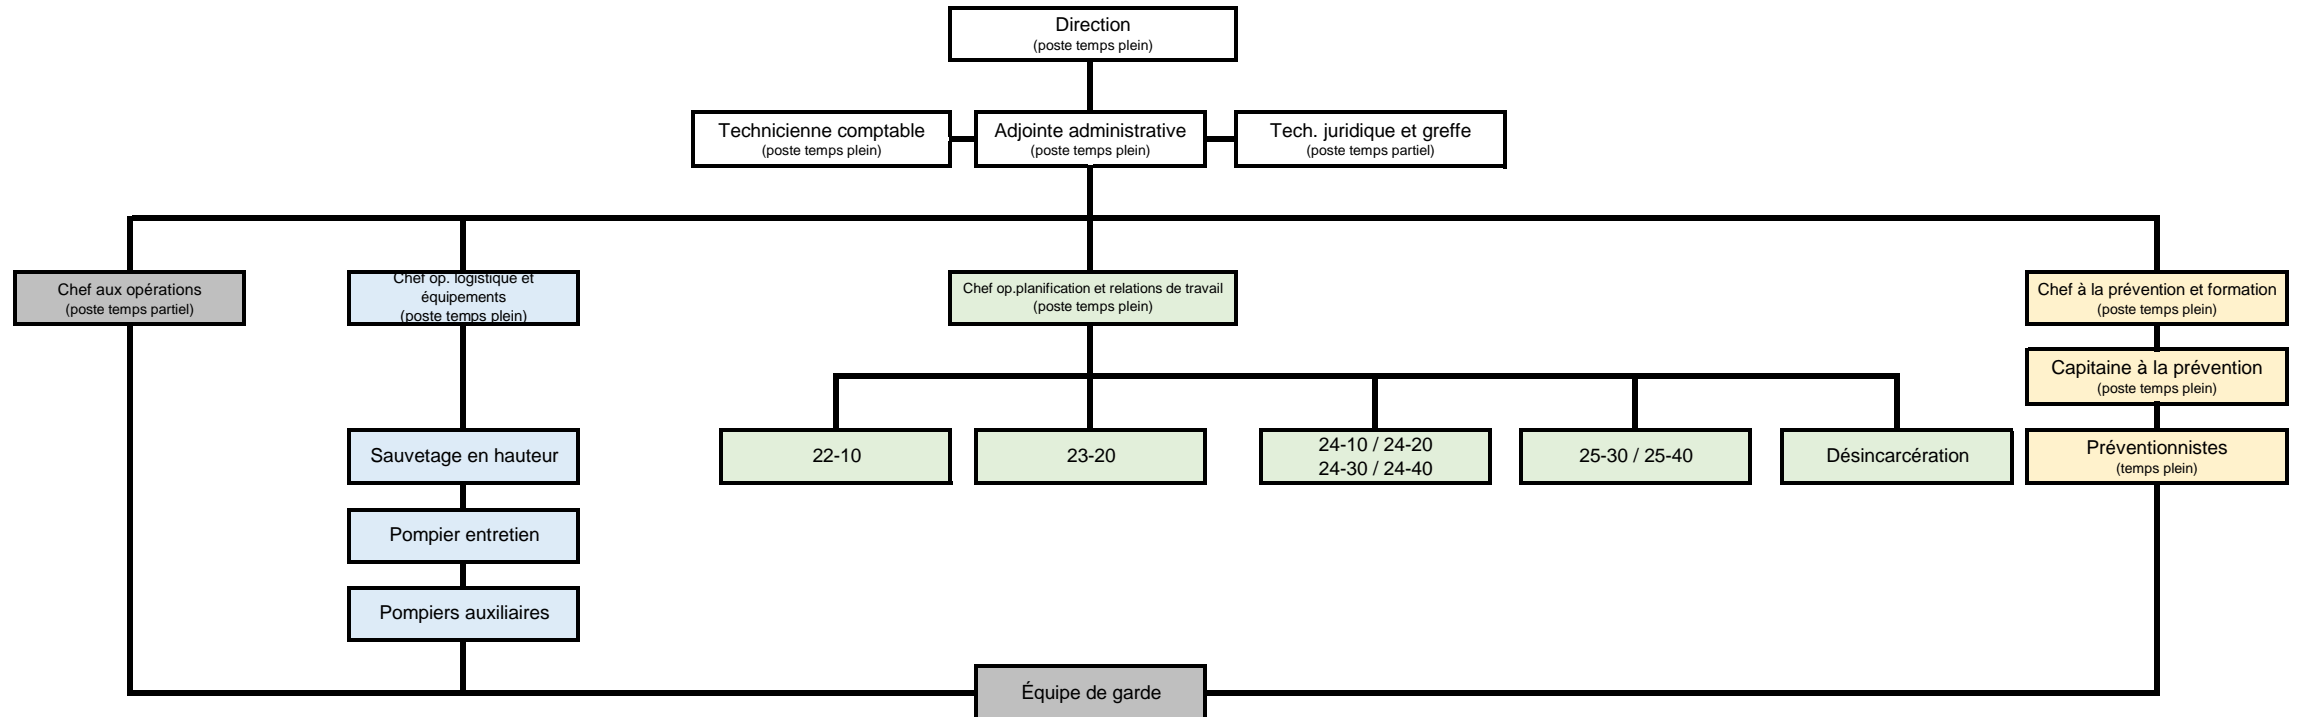 Direction
(poste temps plein)
Technicienne comptable
(poste temps plein)
Adjointe administrative
(poste temps plein)
Tech. juridique et greffe
(poste temps partiel)
Chef aux opérations
(poste temps partiel)
Chef op. logistique et
équipements
(poste temps plein)
Chef op.planification et relations de travail
(poste temps plein)
Chef à la prévention et formation
(poste temps plein)
Capitaine à la prévention
(poste temps plein)
Sauvetage en hauteur
22-10
23-20
24-10 / 24-20
24-30 / 24-40
25-30 / 25-40
Désincarcération
Préventionnistes
(temps plein)
Pompier entretien
Pompiers auxiliaires
Équipe de garde